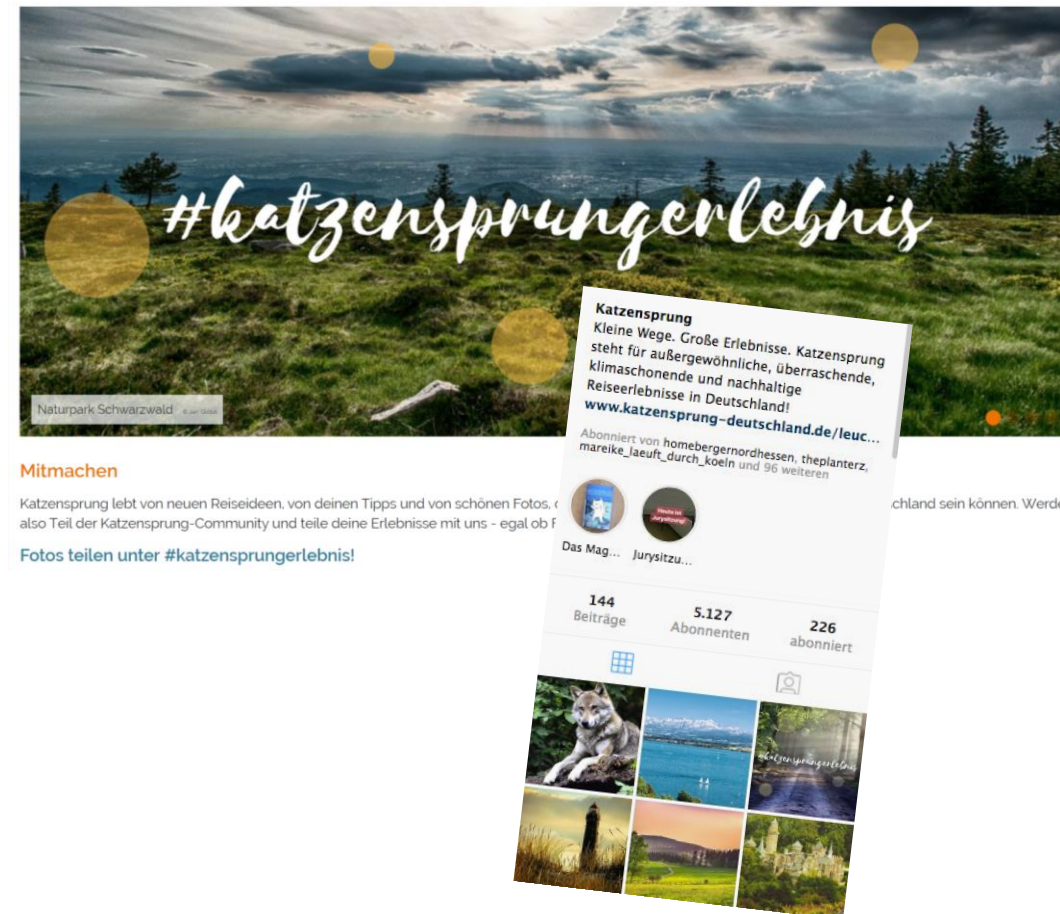 #katzensprungerlebnis
Naturpark Schwarzwald
Mitmachen
Katzensprung lebt von neuen Reiseideen, von deinen Tipps und von schönen Fotos, chland sein können. Werde
also Teil der Katzensprung-Community und teile deine Erlebnisse mit uns - egal ob F
Fotos teilen unter #katzensprungerlebnis!
Katzensprung
Kleine Wege. Große Erlebnisse. Katzensprung
steht für außergewöhnliche, überraschende,
klimaschonende und nachhaltige
Reiseerlebnisse in Deutschland!
www.katzensprung-deutschland.de/leuc...
Abonniert von homebergernordhessen, theplanterz,
mareike_laeuft_durch_koeln und 96 weiteren
Heute ist
Jurysitzung!
Das Mag... Jurysitzu...
144 5.127 226
Beiträge Abonnenten abonniert
#katzensprungerlebnis